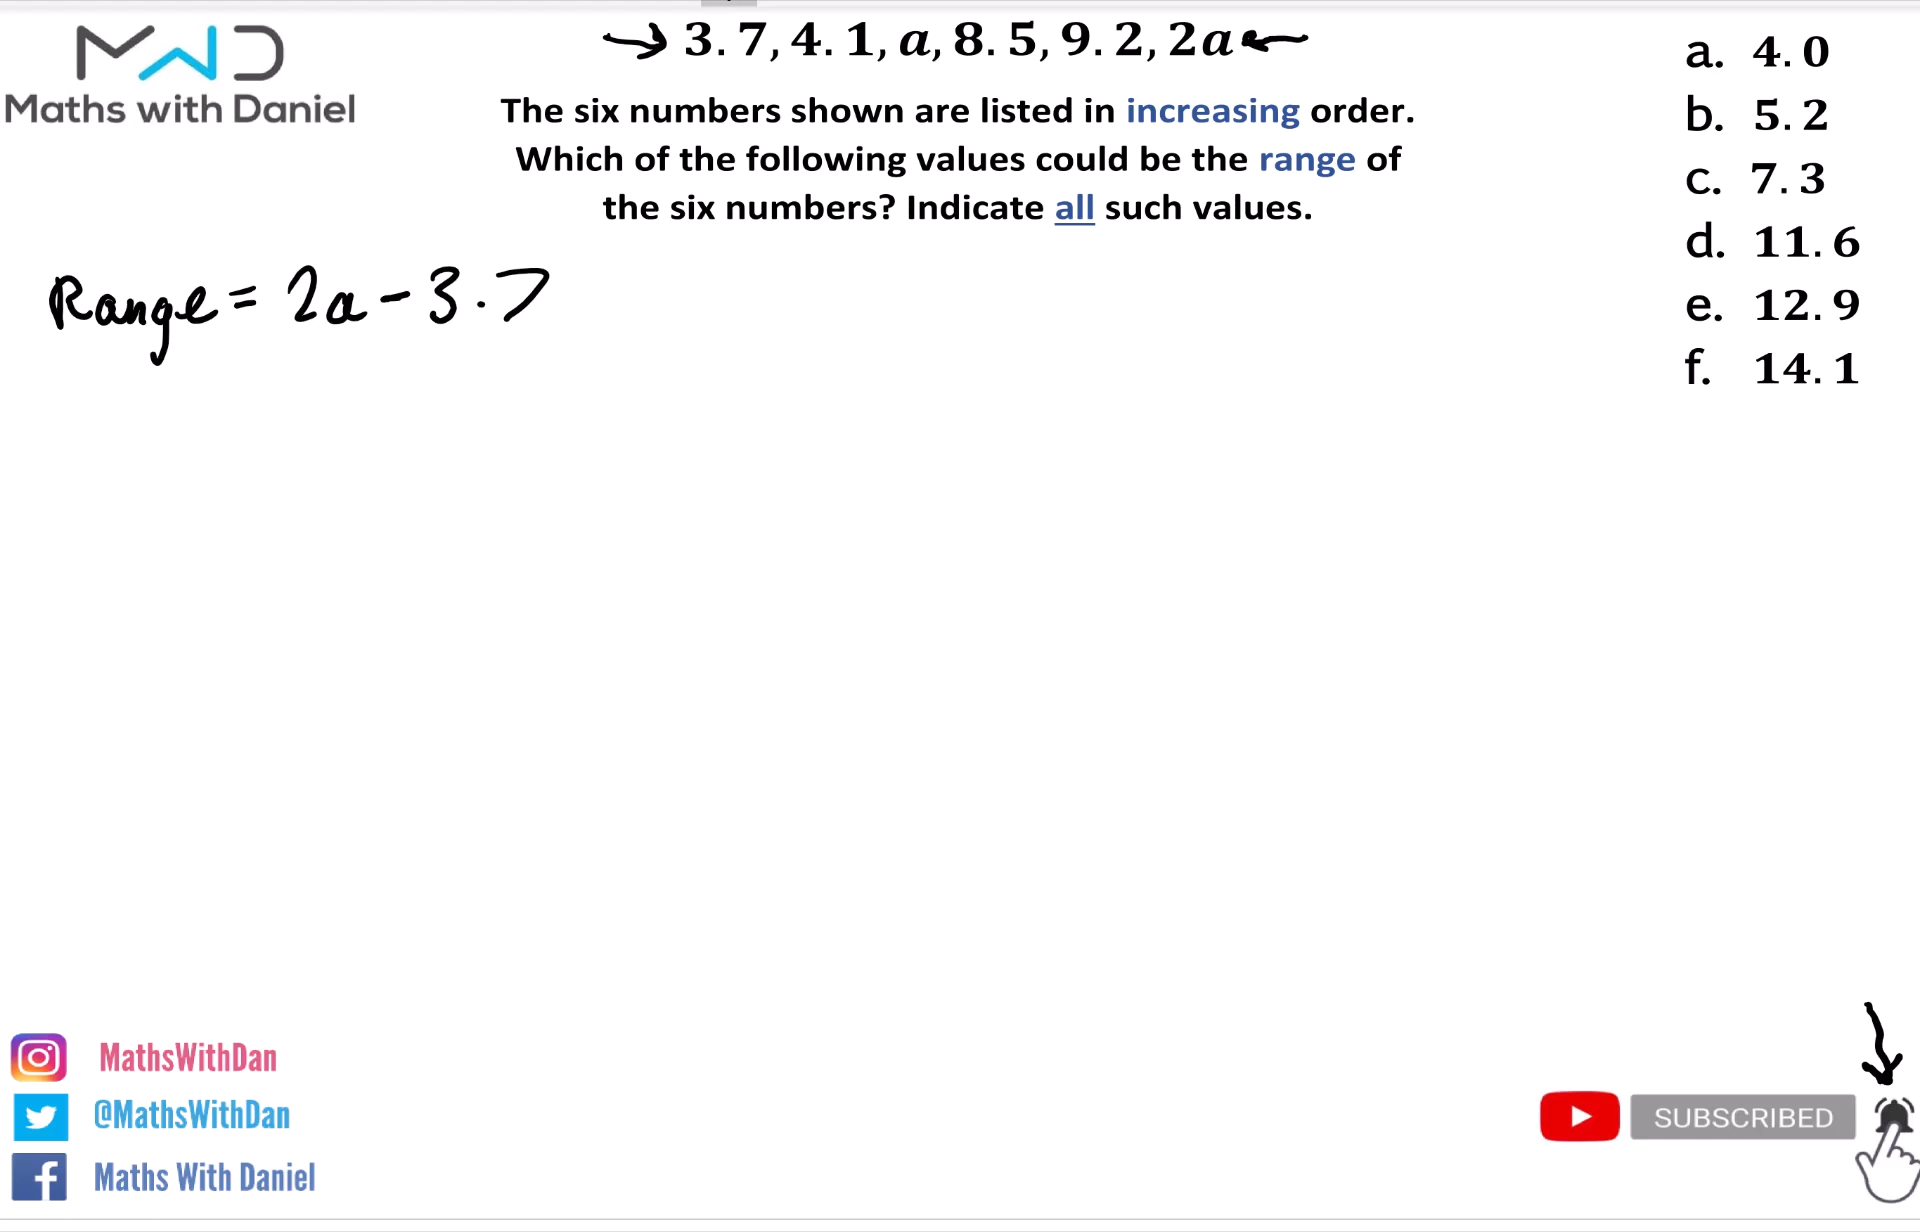 → 3.7, 4.1, a, 8.5, 9.2, 2a ←
Maths with Daniel
The six numbers shown are listed in increasing order.
Which of the following values could be the range of
the six numbers? Indicate all such values.
a. 4.0
b. 5.2
c. 7.3
d. 11.6
e. 12.9
f. 14.1
Range = 2a - 3.7
MathsWithDan
@MathsWithDan
Maths With Daniel
SUBSCRIBED